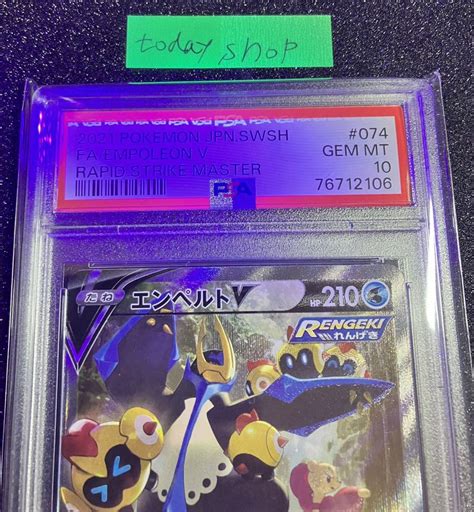 today shop
2021 POKEMON JPN.SWSH #074
FA/EMPOLEON V GEM MT
RAPID STRIKE MASTER 10
PSA 76712106
たね エンペルトV HP 210
RENGEKI
れんげき